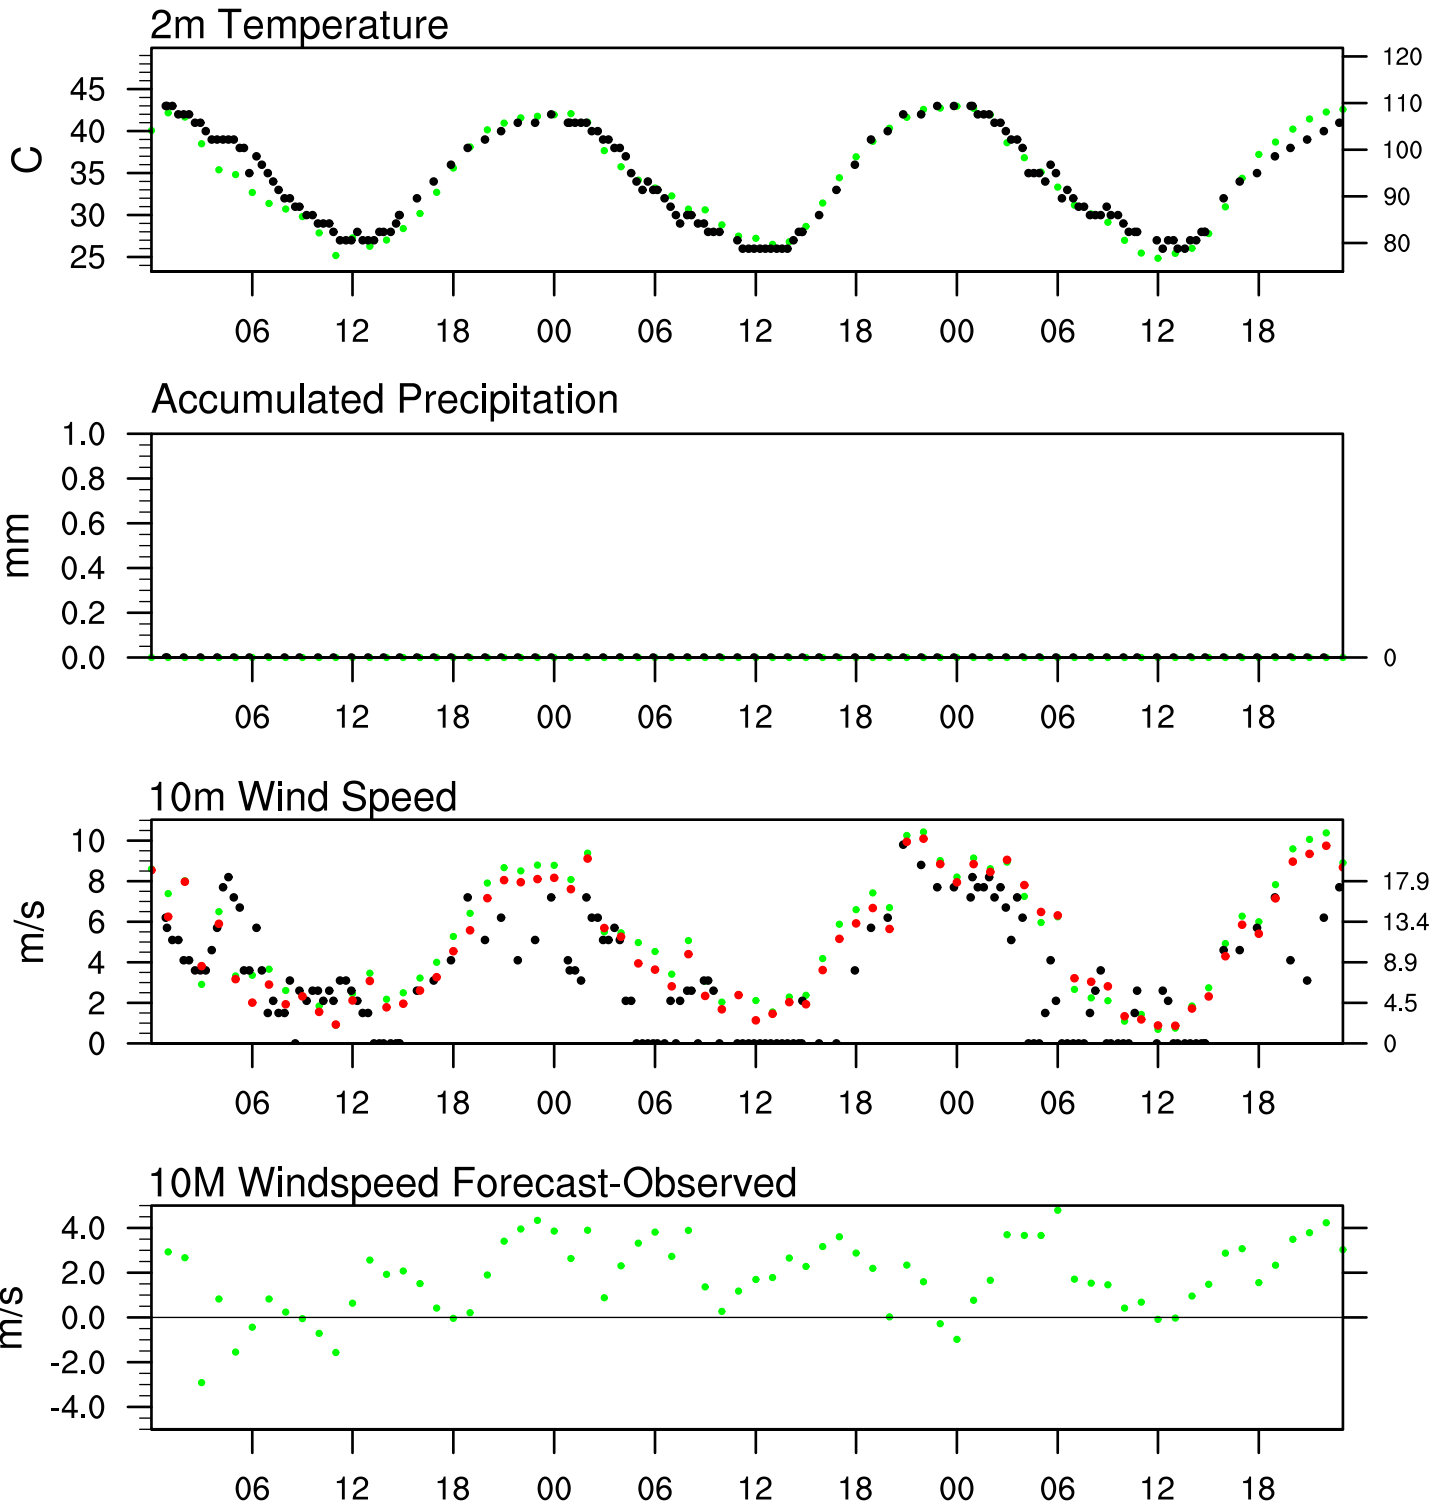 2m Temperature
C
45
40
35
30
25
120
110
100
90
80
06 12 18 00 06 12 18 00 06 12 18
Accumulated Precipitation
mm
1.0
0.8
0.6
0.4
0.2
0.0
0
06 12 18 00 06 12 18 00 06 12 18
10m Wind Speed
m/s
10
8
6
4
2
0
17.9
13.4
8.9
4.5
0
06 12 18 00 06 12 18 00 06 12 18
10M Windspeed Forecast-Observed
m/s
4.0
2.0
0.0
-2.0
-4.0
06 12 18 00 06 12 18 00 06 12 18